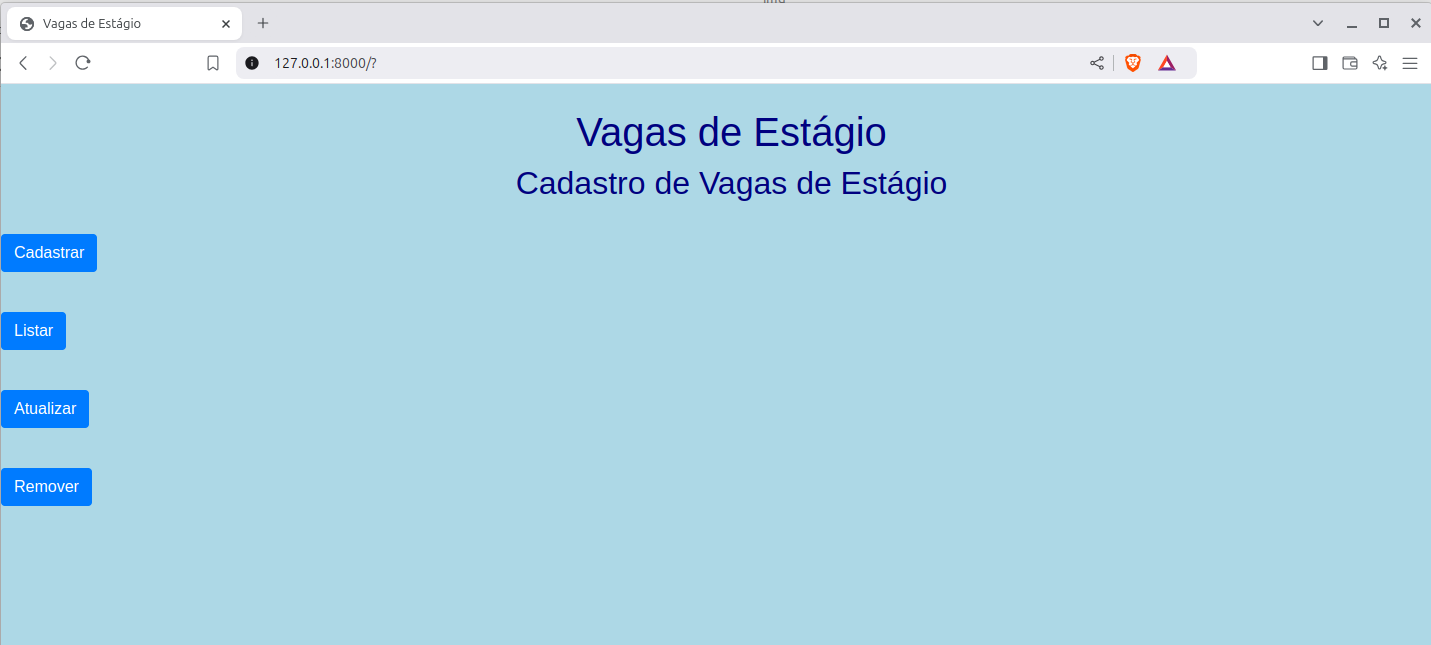 Vagas de Estágio
127.0.0.1:8000/?
Vagas de Estágio
Cadastro de Vagas de Estágio
Cadastrar
Listar
Atualizar
Remover